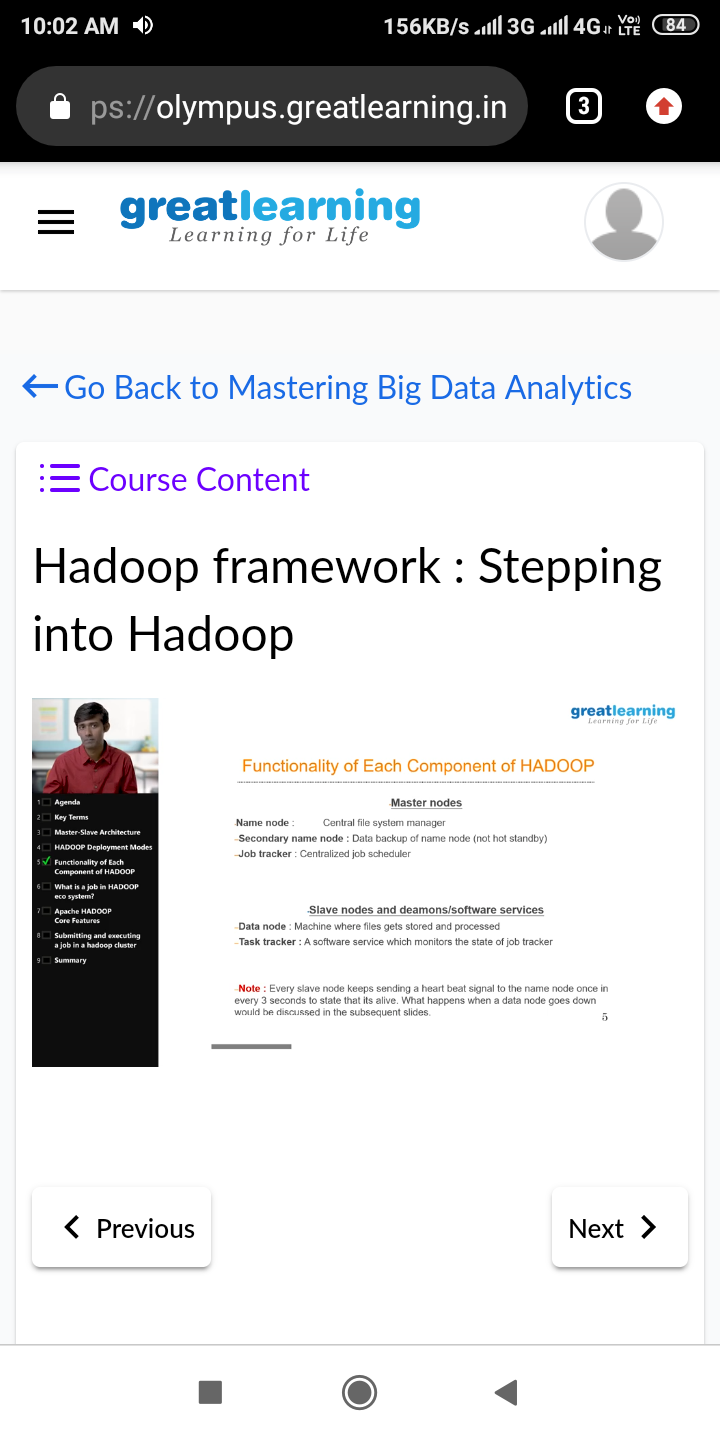 10:02 AM 156KB/s 3G 4G Vo) LTE 84
ps://olympus.greatlearning.in 3
greatlearning
Learning for Life
Go Back to Mastering Big Data Analytics
Course Content
Hadoop framework : Stepping
into Hadoop
greatlearning
Learning for Life
Functionality of Each Component of HADOOP
Master nodes
Name node : Central file system manager
Secondary name node : Data backup of name node (not hot standby)
Job tracker : Centralized job scheduler
Slave nodes and deamons/software services
Data node : Machine where files gets stored and processed
Task tracker : A software service which monitors the state of job tracker
Note : Every slave node keeps sending a heart beat signal to the name node once in
every 3 seconds to state that its alive. What happens when a data node goes down
would be discussed in the subsequent slides.
5
1 Agenda
2 Key Terms
3 Master-Slave Architecture
4 HADOOP Deployment Modes
5 Functionality of Each
Component of HADOOP
6 What is a job in HADOOP
eco system?
7 Apache HADOOP
Core Features
8 Submitting and executing
a job in a hadoop cluster
9 Summary
Previous
Next